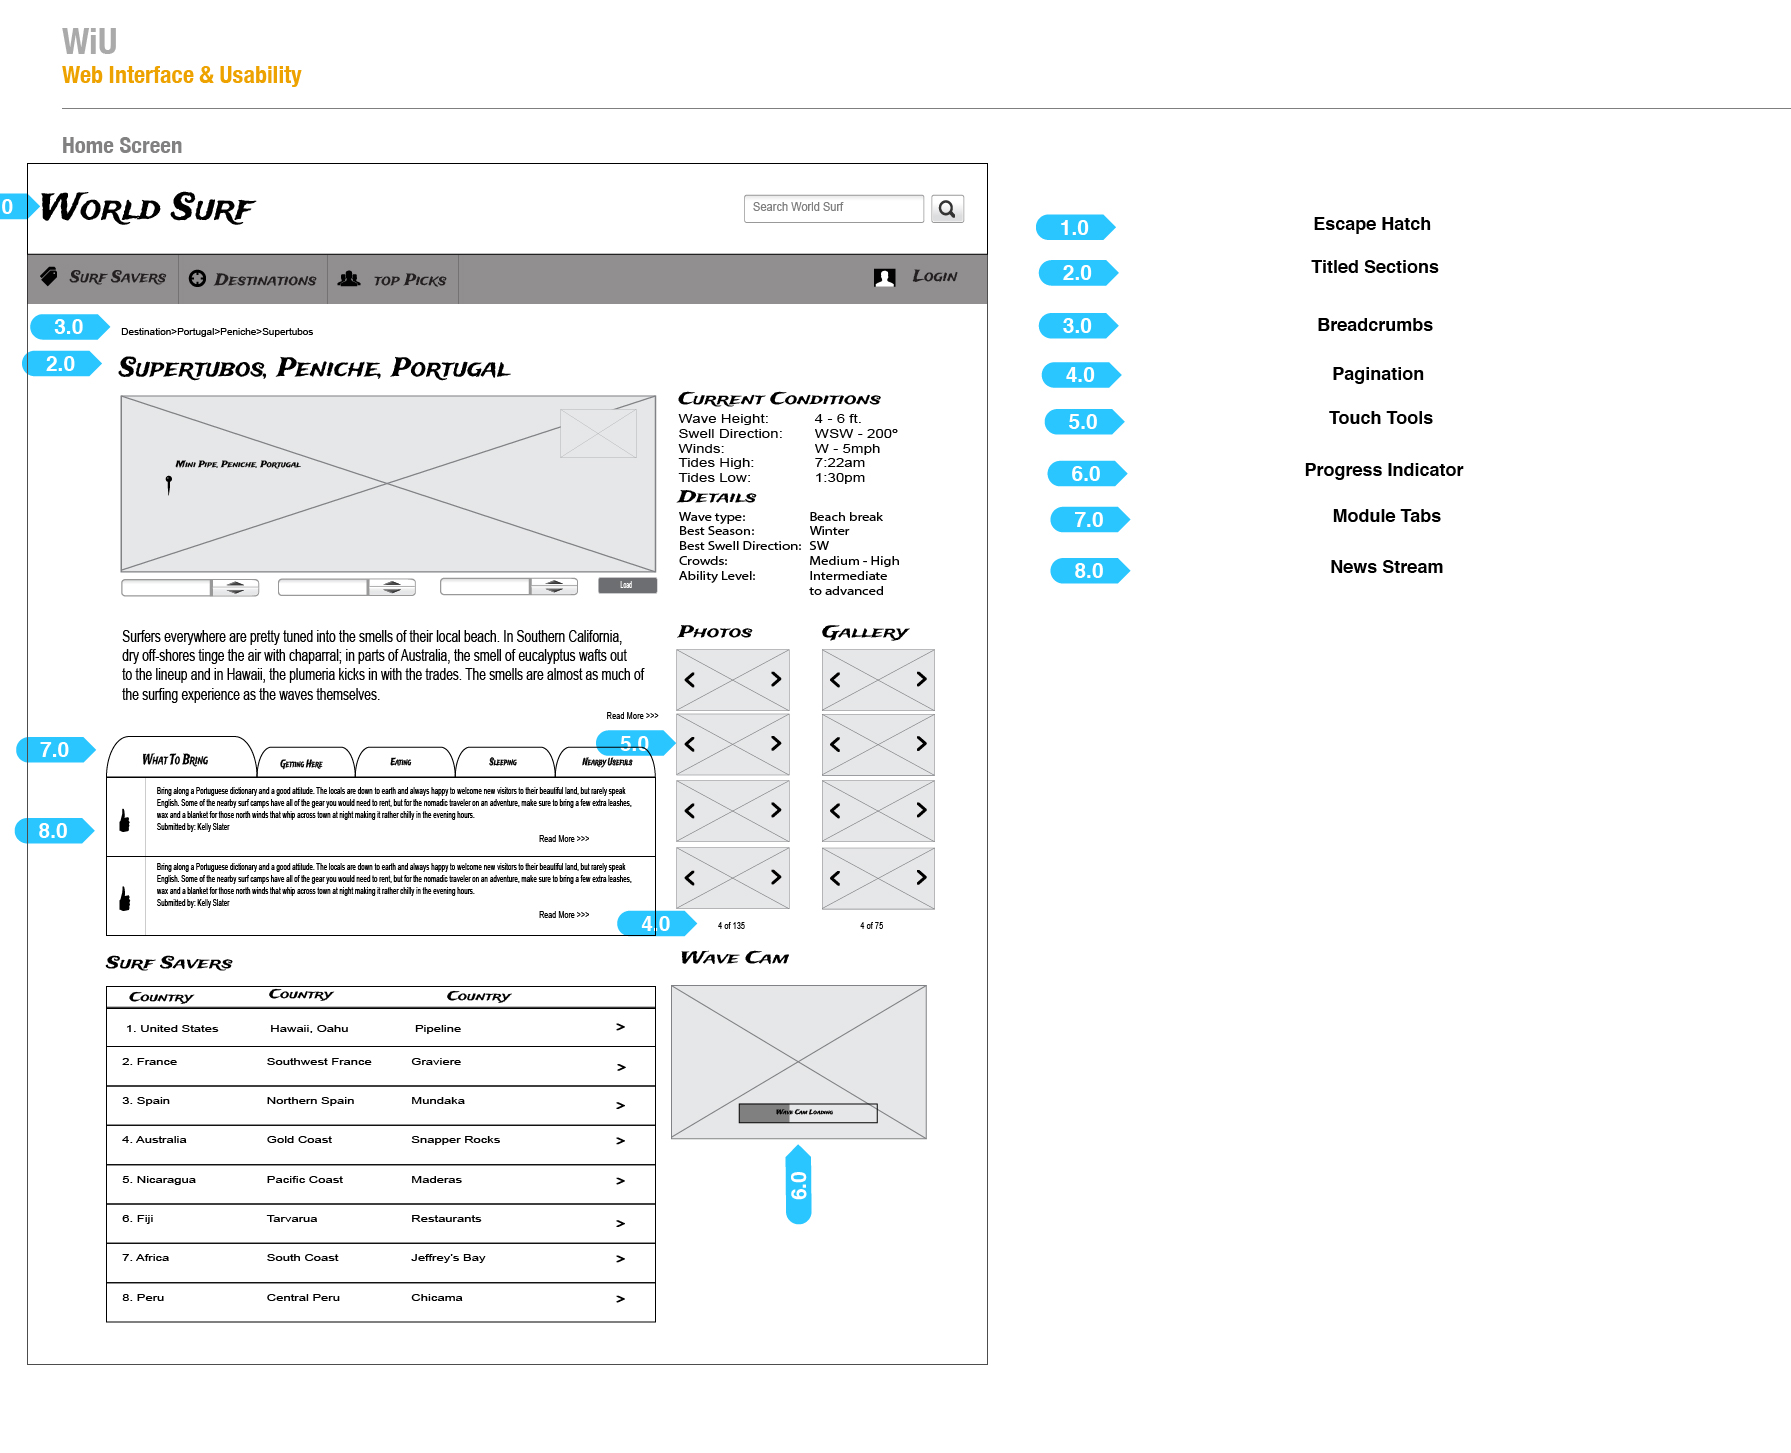 WiU
Web Interface & Usability
Home Screen
0
World Surf
Search World Surf
Surf Savers
Destinations
top Picks
Login
3.0
Destination>Portugal>Peniche>Supertubos
2.0
Supertubos, Peniche, Portugal
Mini Pipe, Peniche, Portugal
Load
Current Conditions
Wave Height: 4 - 6 ft.
Swell Direction: WSW - 200º
Winds: W - 5mph
Tides High: 7:22am
Tides Low: 1:30pm
Details
Wave type: Beach break
Best Season: Winter
Best Swell Direction: SW
Crowds: Medium - High
Ability Level: Intermediate
to advanced
Surfers everywhere are pretty tuned into the smells of their local beach. In Southern California,
dry off-shores tinge the air with chaparral; in parts of Australia, the smell of eucalyptus wafts out
to the lineup and in Hawaii, the plumeria kicks in with the trades. The smells are almost as much of
the surfing experience as the waves themselves.
Read More >>>
Photos
Gallery
5.0
7.0
What To Bring
Getting Here
Eating
Sleeping
Nearby Usefuls
8.0
Bring along a Portuguese dictionary and a good attitude. The locals are down to earth and always happy to welcome new visitors to their beautiful land, but rarely speak
English. Some of the nearby surf camps have all of the gear you would need to rent, but for the nomadic traveler on an adventure, make sure to bring a few extra leashes,
wax and a blanket for those north winds that whip across town at night making it rather chilly in the evening hours.
Submitted by: Kelly Slater
Read More >>>
Bring along a Portuguese dictionary and a good attitude. The locals are down to earth and always happy to welcome new visitors to their beautiful land, but rarely speak
English. Some of the nearby surf camps have all of the gear you would need to rent, but for the nomadic traveler on an adventure, make sure to bring a few extra leashes,
wax and a blanket for those north winds that whip across town at night making it rather chilly in the evening hours.
Submitted by: Kelly Slater
Read More >>>
4.0
4 of 135
4 of 75
Surf Savers
Country Country Country
1. United States Hawaii, Oahu Pipeline >
2. France Southwest France Graviere >
3. Spain Northern Spain Mundaka >
4. Australia Gold Coast Snapper Rocks >
5. Nicaragua Pacific Coast Maderas >
6. Fiji Tarvarua Restaurants >
7. Africa South Coast Jeffrey's Bay >
8. Peru Central Peru Chicama >
Wave Cam
Wave Cam Loading
6.0
1.0 Escape Hatch
2.0 Titled Sections
3.0 Breadcrumbs
4.0 Pagination
5.0 Touch Tools
6.0 Progress Indicator
7.0 Module Tabs
8.0 News Stream